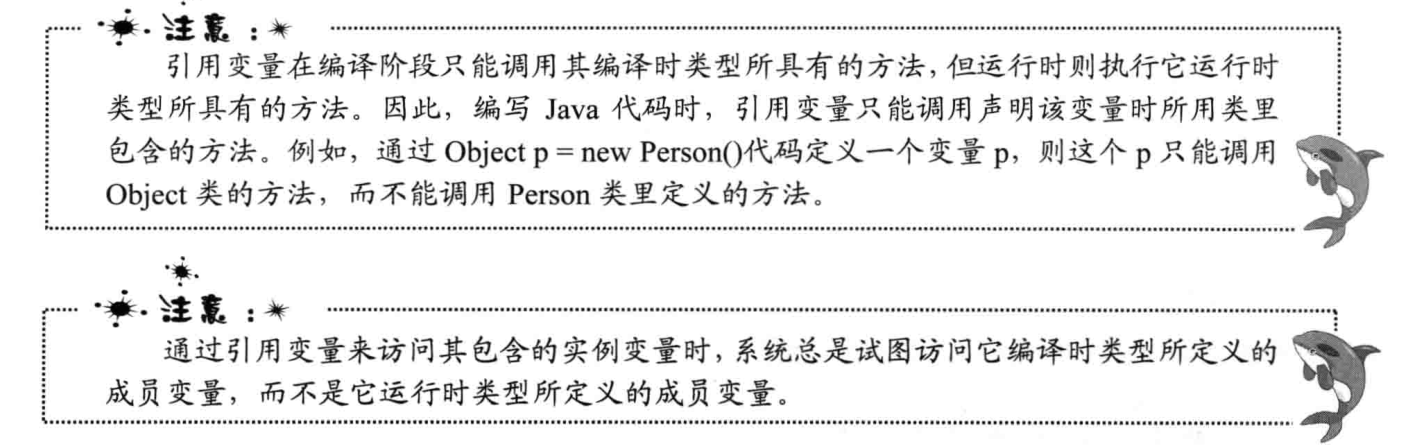 注意：
引用变量在编译阶段只能调用其编译时类型所具有的方法，但运行时则执行它运行时
类型所具有的方法。因此，编写 Java 代码时，引用变量只能调用声明该变量时所用类里
包含的方法。例如，通过 Object p = new Person()代码定义一个变量 p，则这个 p 只能调用
Object 类的方法，而不能调用 Person 类里定义的方法。
注意：
通过引用变量来访问其包含的实例变量时，系统总是试图访问它编译时类型所定义的
成员变量，而不是它运行时类型所定义的成员变量。